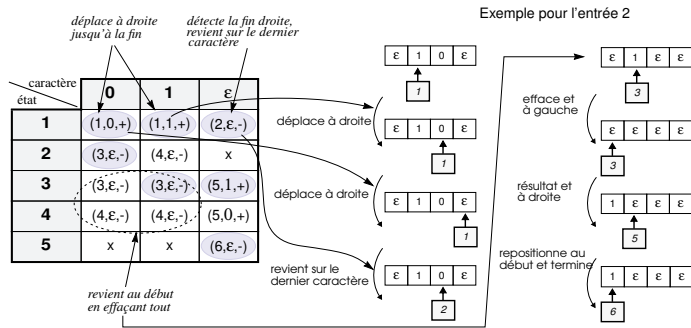 Exemple pour l'entrée 2
déplace à droite
jusqu'à la fin
détecte la fin droite,
revient sur le dernier
caractère
caractère
état
0 1 ε
1 (1,0,+) (1,1,+) (2,ε,-)
2 (3,ε,-) (4,ε,-) x
3 (3,ε,-) (3,ε,-) (5,1,+)
4 (4,ε,-) (4,ε,-) (5,0,+)
5 x x (6,ε,-)
revient au début
en effaçant tout
ε 1 0 ε
1
déplace à droite
ε 1 0 ε
1
déplace à droite
ε 1 0 ε
1
revient sur le
dernier caractère
ε 1 0 ε
2
ε 1 ε ε
3
efface et
à gauche
ε ε ε ε
3
résultat et
à droite
1 ε ε ε
5
repositionne au
début et termine
1 ε ε ε
6